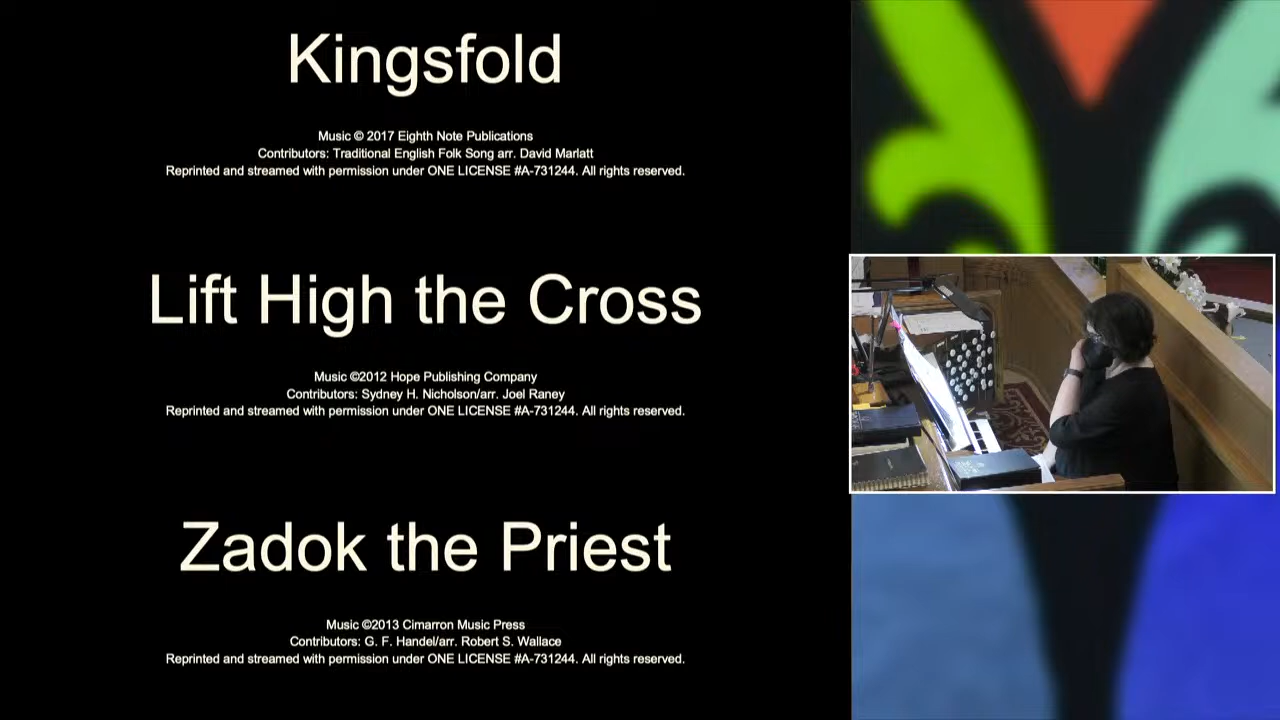 Kingsfold
Music © 2017 Eighth Note Publications
Contributors: Traditional English Folk Song arr. David Marlatt
Reprinted and streamed with permission under ONE LICENSE #A-731244. All rights reserved.
Lift High the Cross
Music ©2012 Hope Publishing Company
Contributors: Sydney H. Nicholson/arr. Joel Raney
Reprinted and streamed with permission under ONE LICENSE #A-731244. All rights reserved.
Zadok the Priest
Music ©2013 Cimarron Music Press
Contributors: G. F. Handel/arr. Robert S. Wallace
Reprinted and streamed with permission under ONE LICENSE #A-731244. All rights reserved.